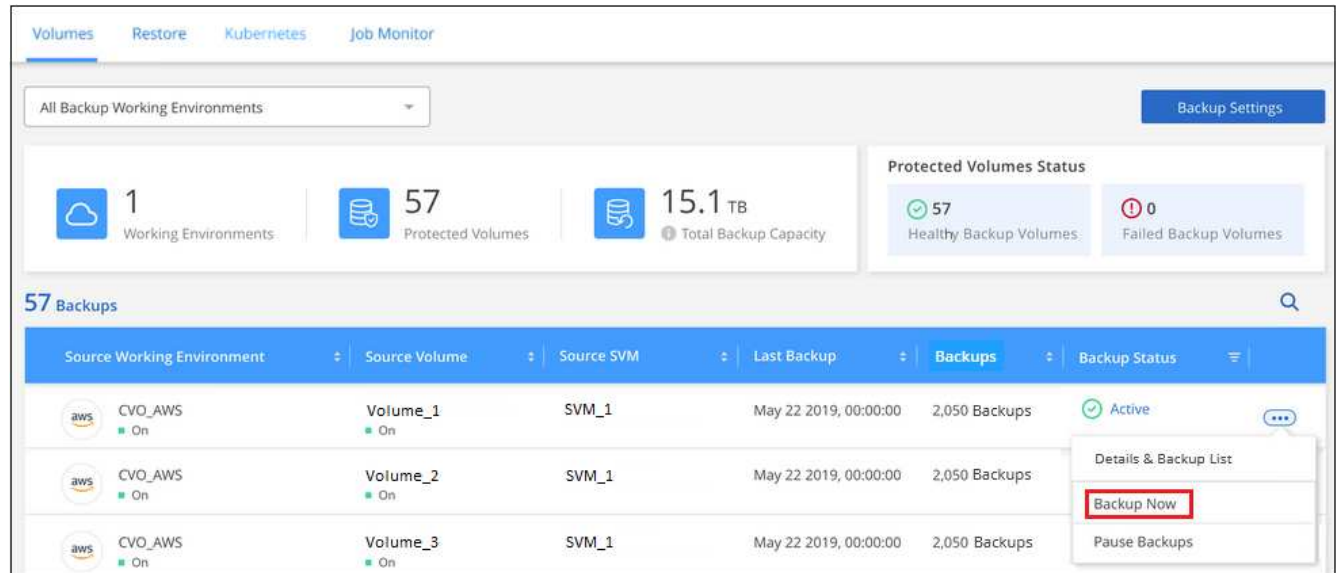 Volumes Restore Kubernetes Job Monitor
All Backup Working Environments
Backup Settings
1
Working Environments
57
Protected Volumes
15.1 TB
Total Backup Capacity
Protected Volumes Status
57
Healthy Backup Volumes
0
Failed Backup Volumes
57 Backups
Source Working Environment Source Volume Source SVM Last Backup Backups Backup Status
aws CVO_AWS Volume_1 SVM_1 May 22 2019, 00:00:00 2,050 Backups Active
On On
Details & Backup List
Backup Now
Pause Backups
aws CVO_AWS Volume_2 SVM_1 May 22 2019, 00:00:00 2,050 Backups
On On
aws CVO_AWS Volume_3 SVM_1 May 22 2019, 00:00:00 2,050 Backups
On On